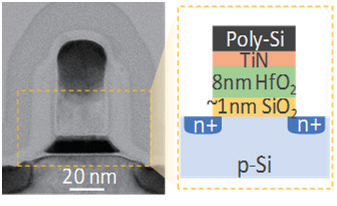 20 nm
Poly-Si
TiN
8nm HfO₂
~1nm SiO₂
n+ n+
p-Si